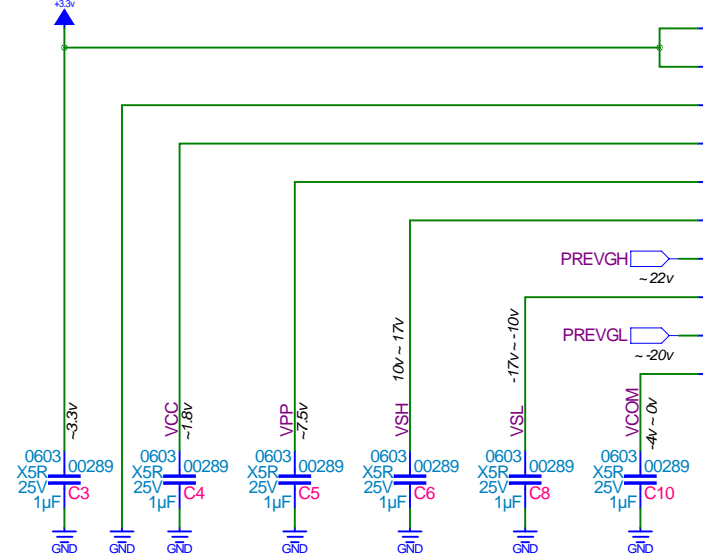 +3.3v
PREVGH
~22v
PREVGL
~-20v
~3.3v
VCC
~1.8v
VPP
~7.5v
VSH
10v ~ 17v
VSL
-17v ~ -10v
VCOM
-4v ~ 0v
0603
X5R
25V
1µF
00289
C3
0603
X5R
25V
1µF
00289
C4
0603
X5R
25V
1µF
00289
C5
0603
X5R
25V
1µF
00289
C6
0603
X5R
25V
1µF
00289
C8
0603
X5R
25V
1µF
00289
C10
GND
GND
GND
GND
GND
GND
GND